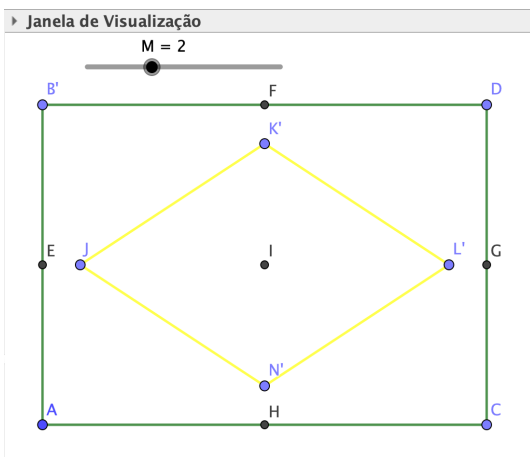 Janela de Visualização
M = 2
B' F D
K'
E J I L' G
N'
A H C